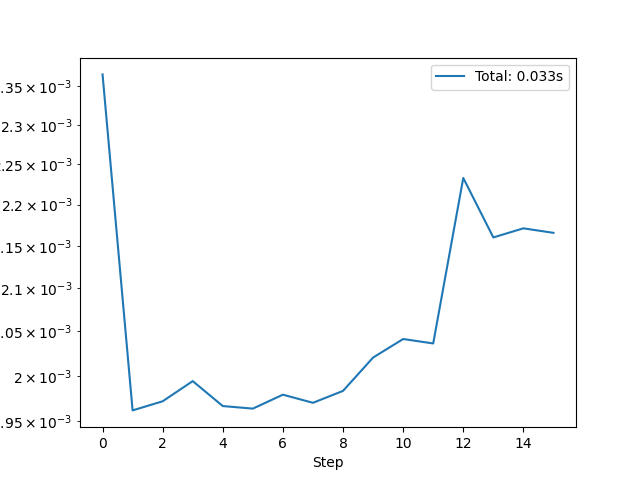 Total: 0.033s
.35 × 10⁻³
2.3 × 10⁻³
.25 × 10⁻³
2.2 × 10⁻³
.15 × 10⁻³
2.1 × 10⁻³
.05 × 10⁻³
2 × 10⁻³
.95 × 10⁻³
0 2 4 6 8 10 12 14
Step